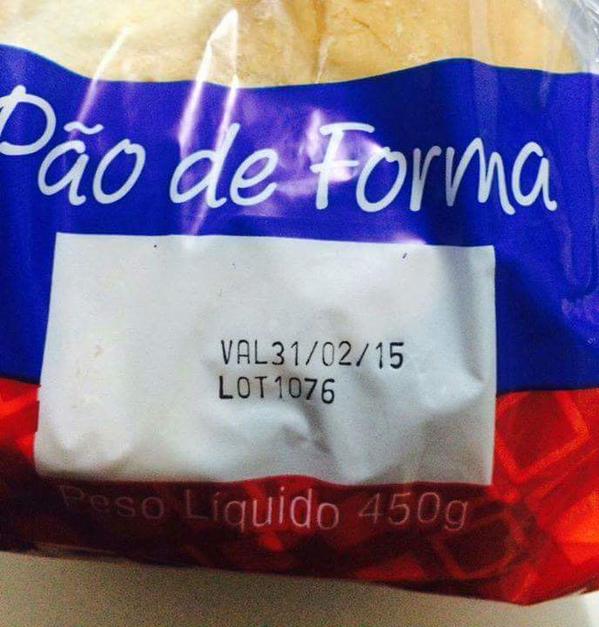 Pão de Forma
VAL31/02/15
LOT1076
Peso Líquido 450g